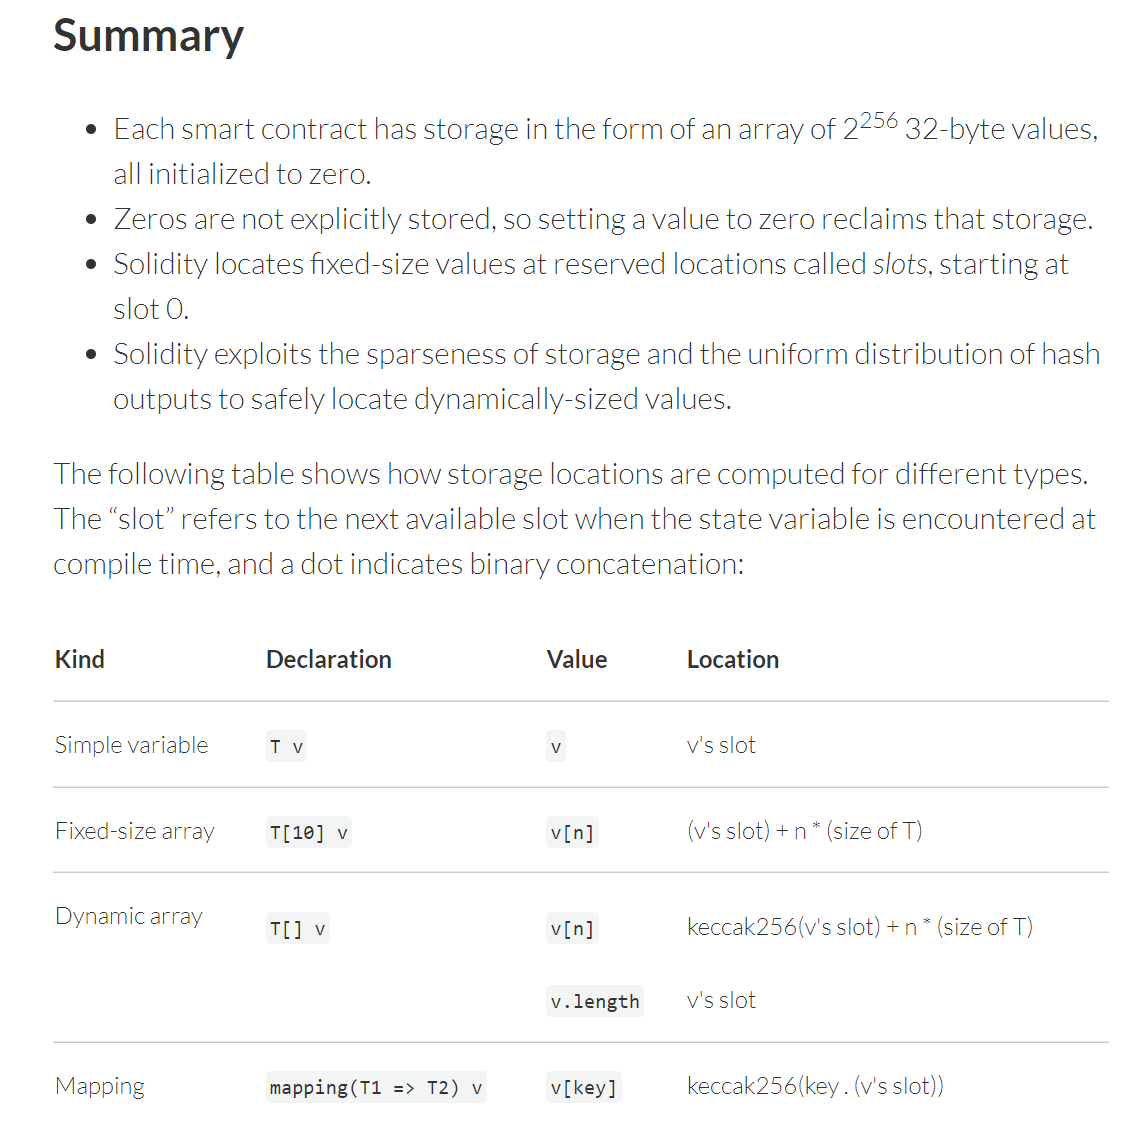 Summary
• Each smart contract has storage in the form of an array of 2²⁵⁶ 32-byte values,
all initialized to zero.
• Zeros are not explicitly stored, so setting a value to zero reclaims that storage.
• Solidity locates fixed-size values at reserved locations called slots, starting at
slot 0.
• Solidity exploits the sparseness of storage and the uniform distribution of hash
outputs to safely locate dynamically-sized values.
The following table shows how storage locations are computed for different types.
The “slot” refers to the next available slot when the state variable is encountered at
compile time, and a dot indicates binary concatenation:
Kind Declaration Value Location
Simple variable T v v v's slot
Fixed-size array T[10] v v[n] (v's slot) + n * (size of T)
Dynamic array T[] v v[n] keccak256(v's slot) + n * (size of T)
v.length v's slot
Mapping mapping(T1 => T2) v v[key] keccak256(key . (v's slot))